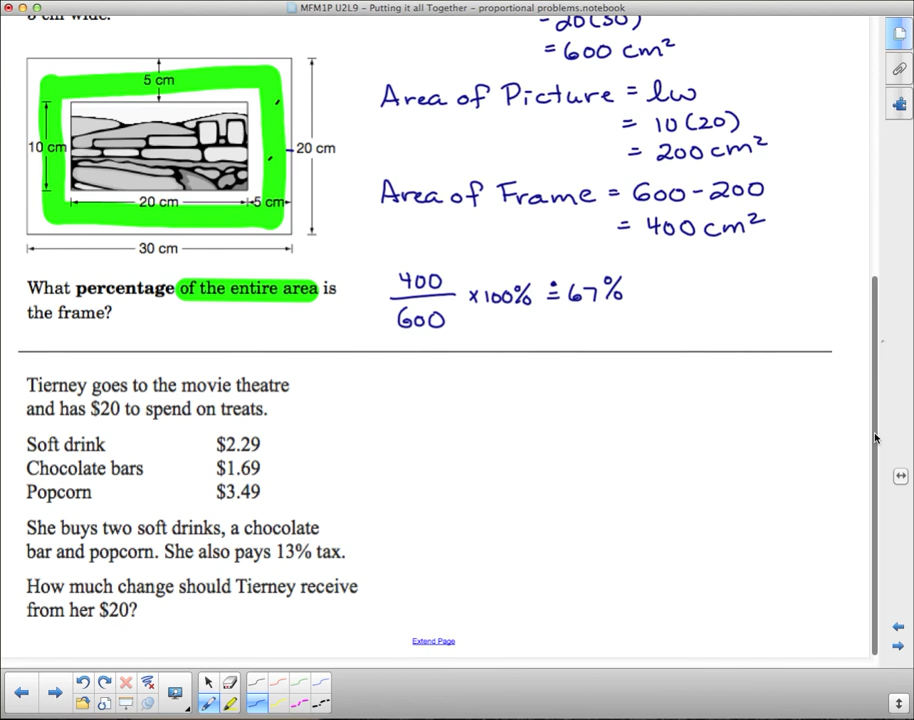 MFM1P U2L9 - Putting it all Together - proportional problems.notebook
= 600 cm²
5 cm
10 cm
20 cm
20 cm
5 cm
30 cm
Area of Picture = lw
= 10(20)
= 200 cm²
Area of Frame = 600 - 200
= 400 cm²
What percentage of the entire area is
the frame?
400
600
×100% ≐ 67%
Tierney goes to the movie theatre
and has $20 to spend on treats.
Soft drink $2.29
Chocolate bars $1.69
Popcorn $3.49
She buys two soft drinks, a chocolate
bar and popcorn. She also pays 13% tax.
How much change should Tierney receive
from her $20?
Extend Page